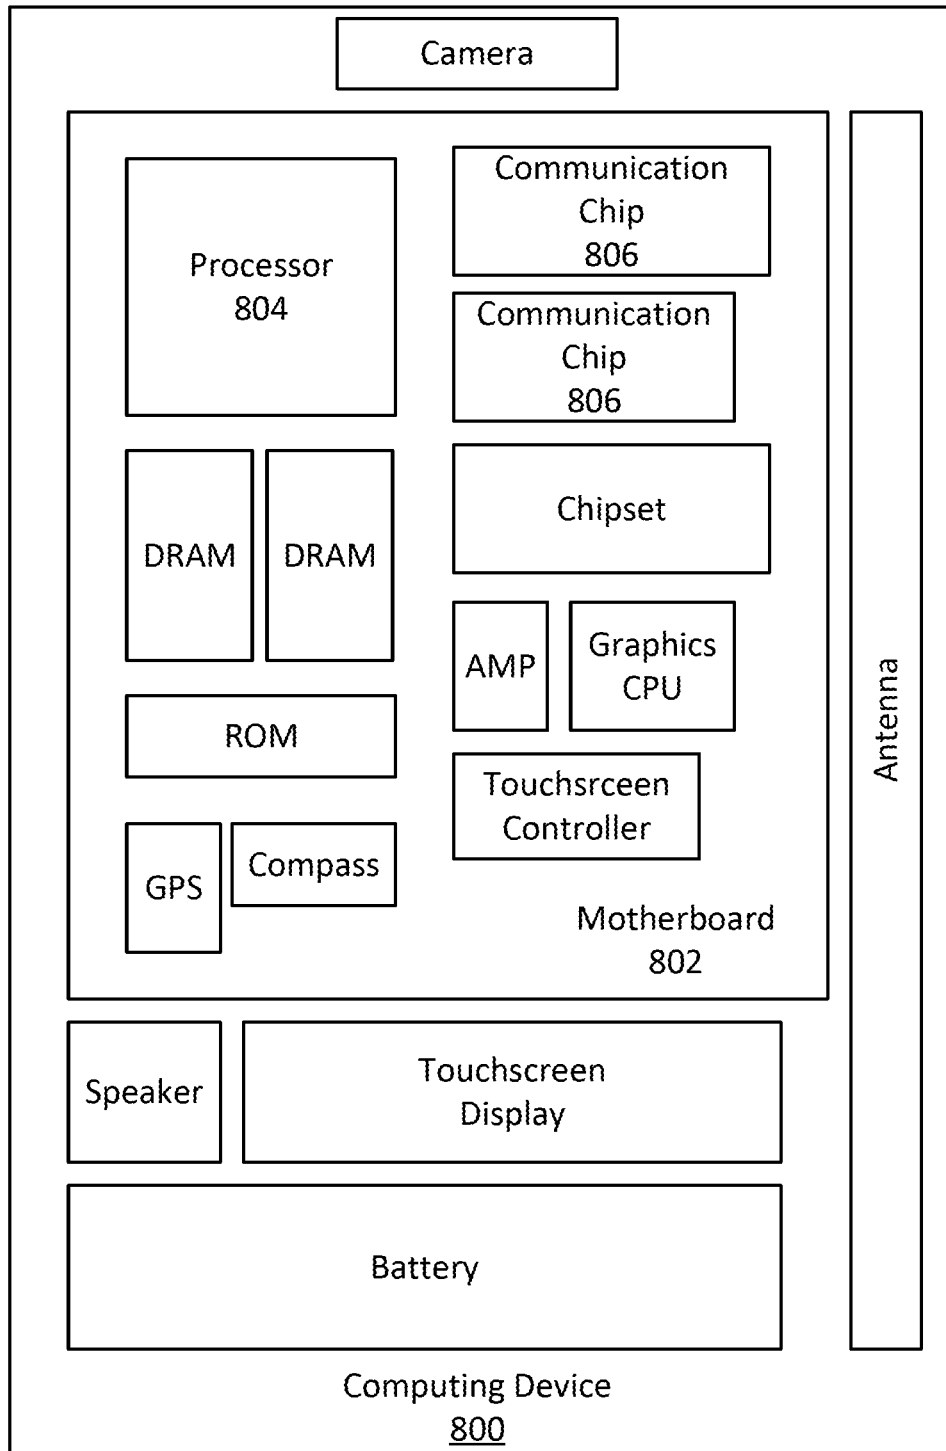 Camera
Processor
804
Communication
Chip
806
Communication
Chip
806
DRAM
DRAM
Chipset
AMP
Graphics
CPU
ROM
Touchsrceen
Controller
GPS
Compass
Motherboard
802
Antenna
Speaker
Touchscreen
Display
Battery
Computing Device
800